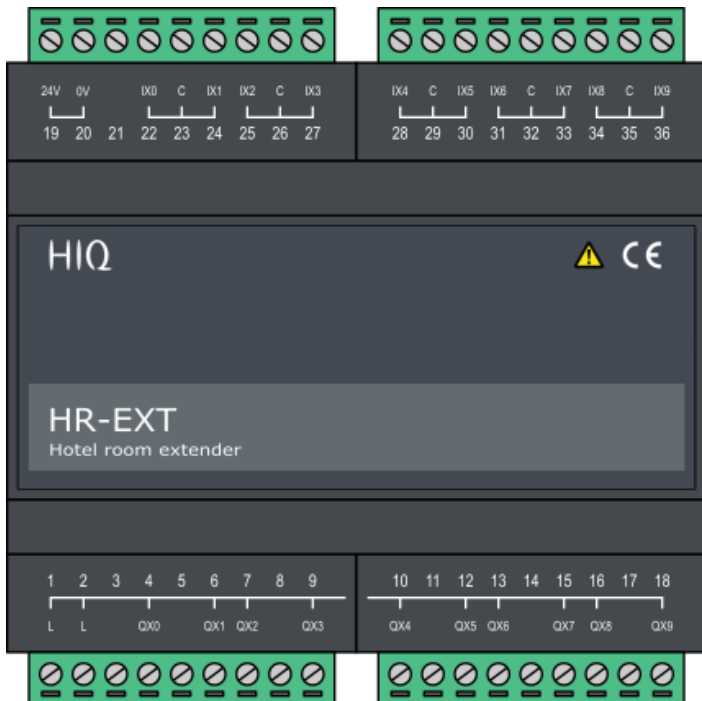 24V 0V IX0 C IX1 IX2 C IX3 IX4 C IX5 IX6 C IX7 IX8 C IX9
19 20 21 22 23 24 25 26 27 28 29 30 31 32 33 34 35 36
HIQ CE
HR-EXT
Hotel room extender
1 2 3 4 5 6 7 8 9 10 11 12 13 14 15 16 17 18
L L QX0 QX1 QX2 QX3 QX4 QX5 QX6 QX7 QX8 QX9